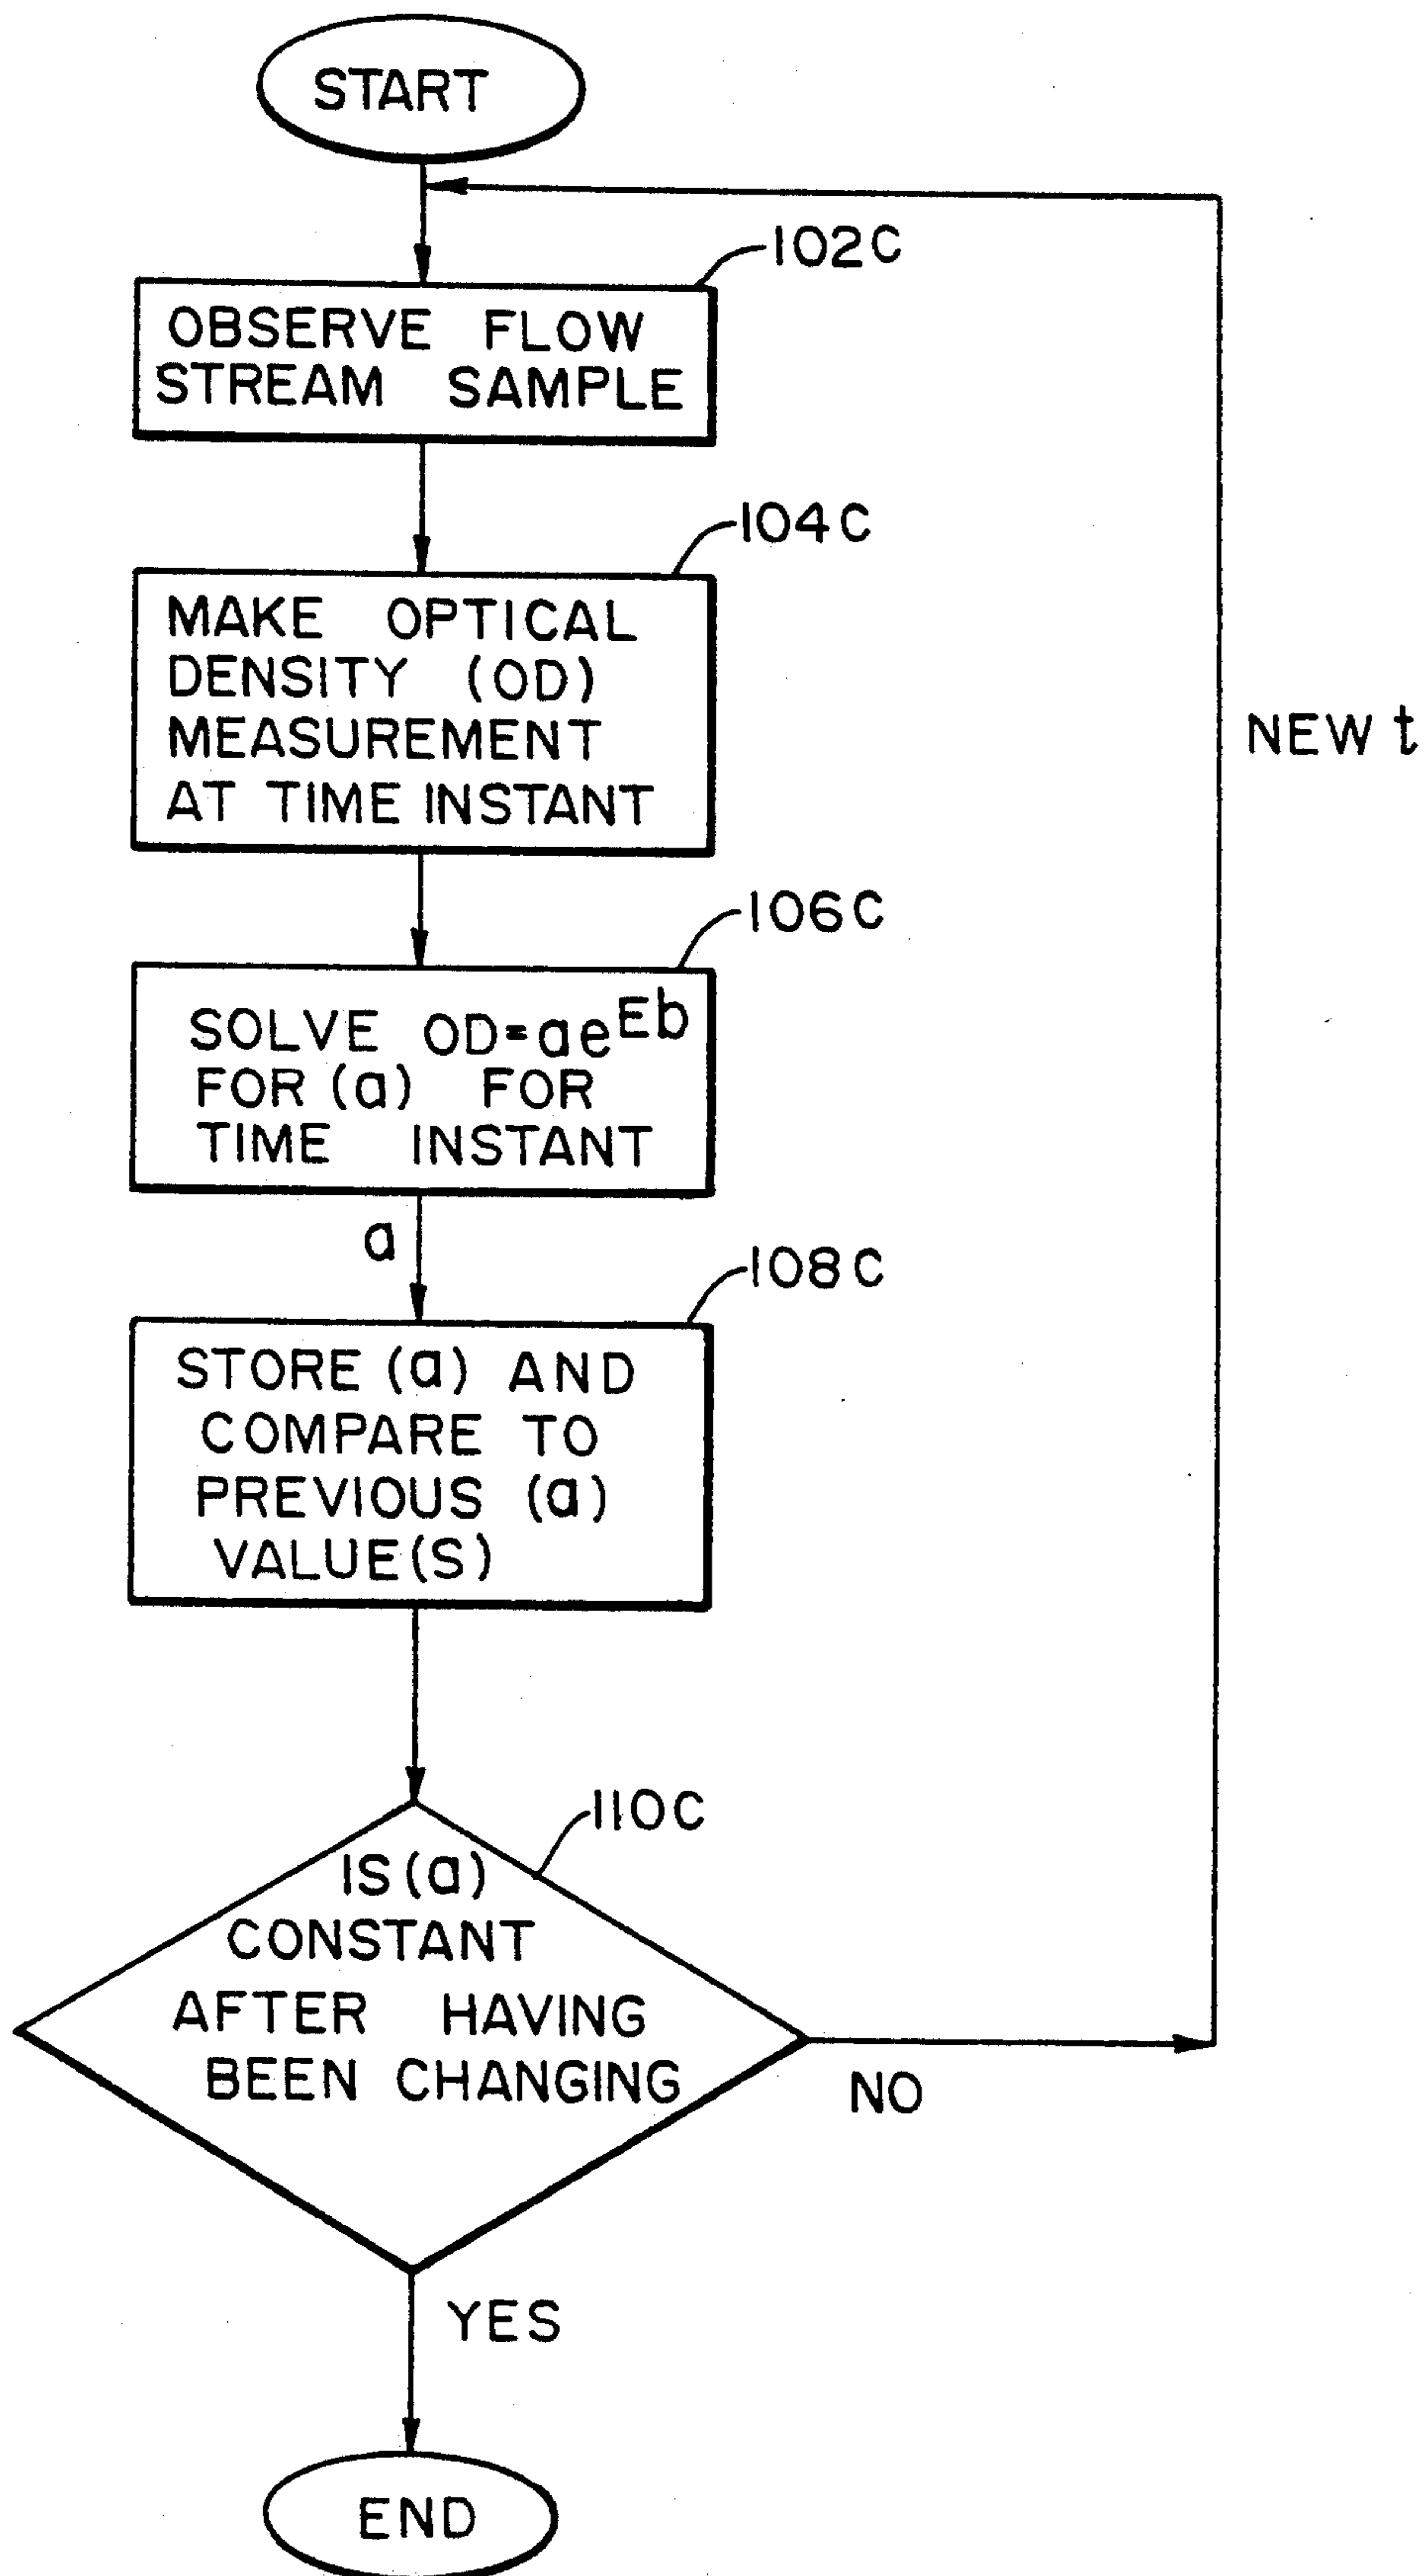 START
102C
OBSERVE FLOW
STREAM SAMPLE
104C
MAKE OPTICAL
DENSITY (OD)
MEASUREMENT
AT TIME INSTANT
NEW t
106C
SOLVE OD=ae^Eb
FOR (a) FOR
TIME INSTANT
a
108C
STORE (a) AND
COMPARE TO
PREVIOUS (a)
VALUE(S)
110C
IS (a)
CONSTANT
AFTER HAVING
BEEN CHANGING
NO
YES
END